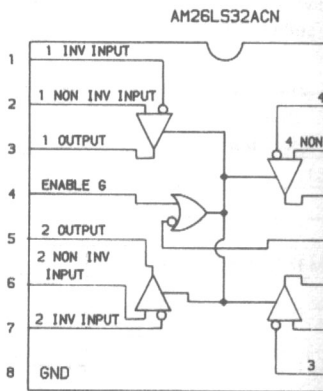 AM26LS32ACN
1 1 INV INPUT
2 1 NON INV INPUT
3 1 OUTPUT
4 ENABLE G
5 2 OUTPUT
2 NON INV
6 INPUT
7 2 INV INPUT
8 GND
4
4 NON
3